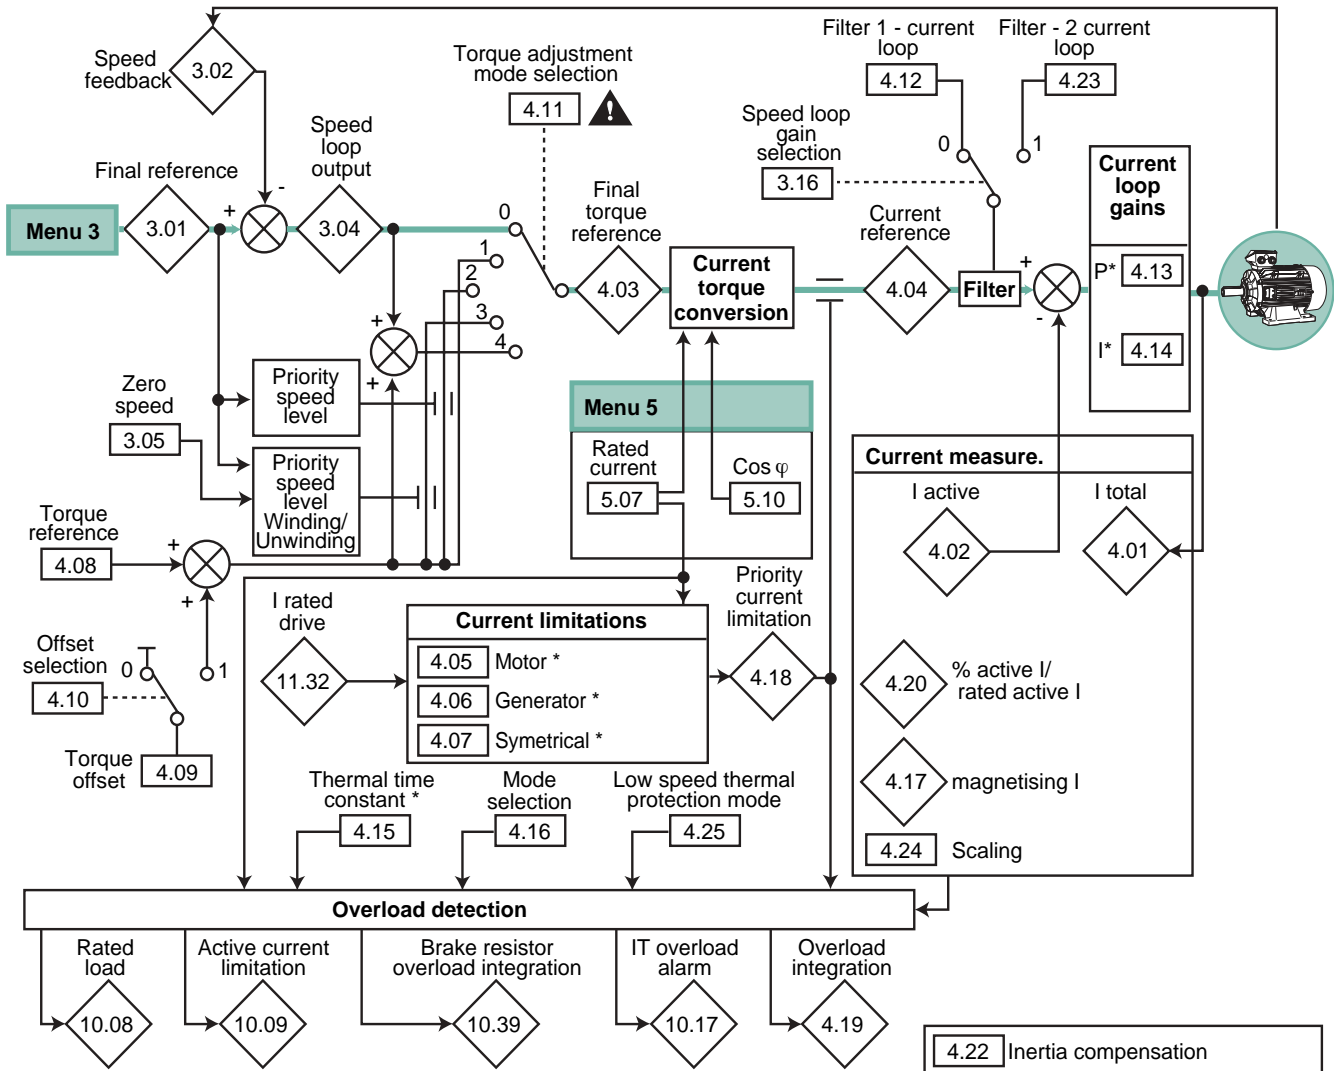 Speed
feedback
3.02
Torque adjustment
mode selection
4.11
!
Filter 1 - current
loop
4.12
Filter - 2 current
loop
4.23
Speed loop
gain
selection
3.16
0
1
Speed
loop
output
3.04
Final reference
3.01
Menu 3
+
-
0
1
2
3
4
Final
torque
reference
4.03
Current
torque
conversion
Current
reference
4.04
Filter
+
-
Current
loop
gains
P* 4.13
I* 4.14
+
+
Zero
speed
3.05
Priority
speed
level
Priority
speed
level
Winding/
Unwinding
Menu 5
Rated
current
5.07
Cos φ
5.10
Torque
reference
4.08
+
+
Offset
selection
4.10
0
1
Torque
offset
4.09
I rated
drive
11.32
Current limitations
4.05 Motor *
4.06 Generator *
4.07 Symetrical *
Priority
current
limitation
4.18
Current measure.
I active
4.02
I total
4.01
4.20
% active I/
rated active I
4.17 magnetising I
4.24 Scaling
Thermal time
constant *
4.15
Mode
selection
4.16
Low speed thermal
protection mode
4.25
Overload detection
Rated
load
10.08
Active current
limitation
10.09
Brake resistor
overload integration
10.39
IT overload
alarm
10.17
Overload
integration
4.19
4.22 Inertia compensation